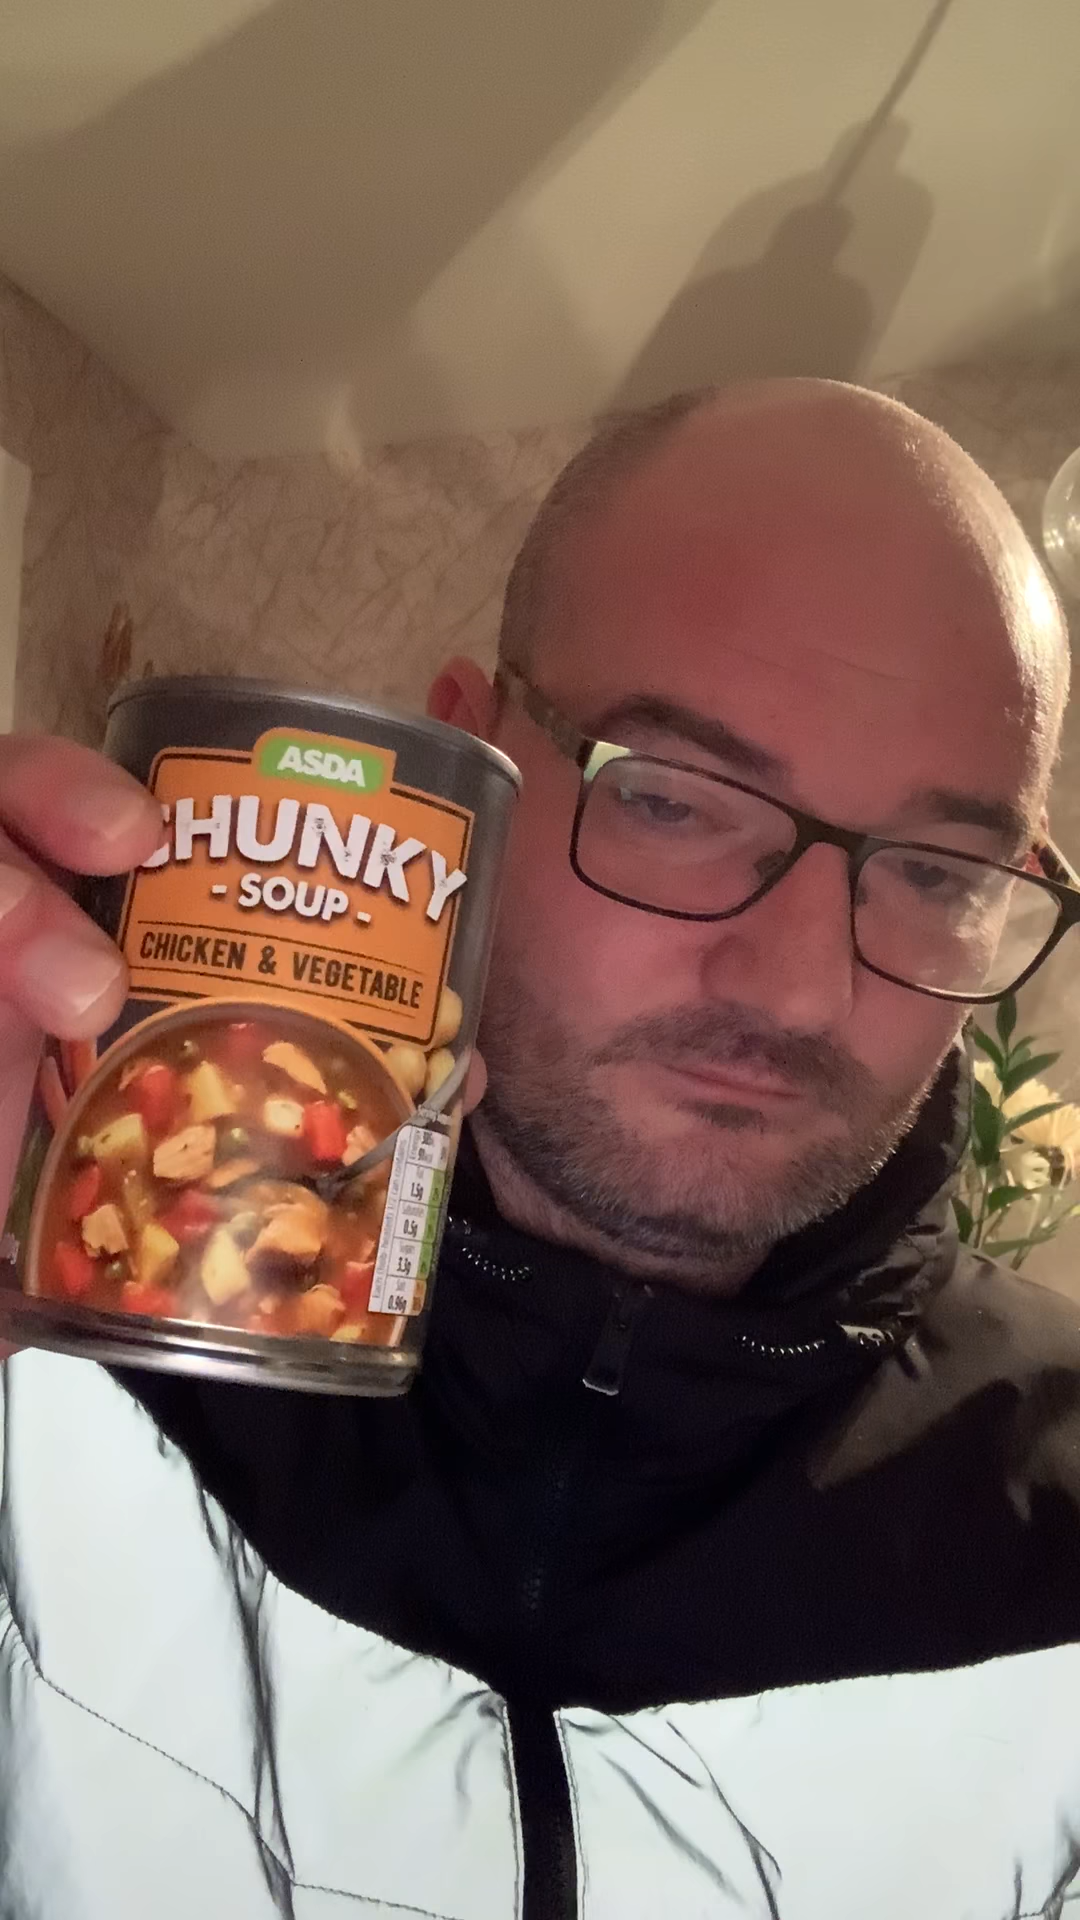 ASDA
CHUNKY
- SOUP -
CHICKEN & VEGETABLE
1.5g
0.5g
3.3g
0.96g